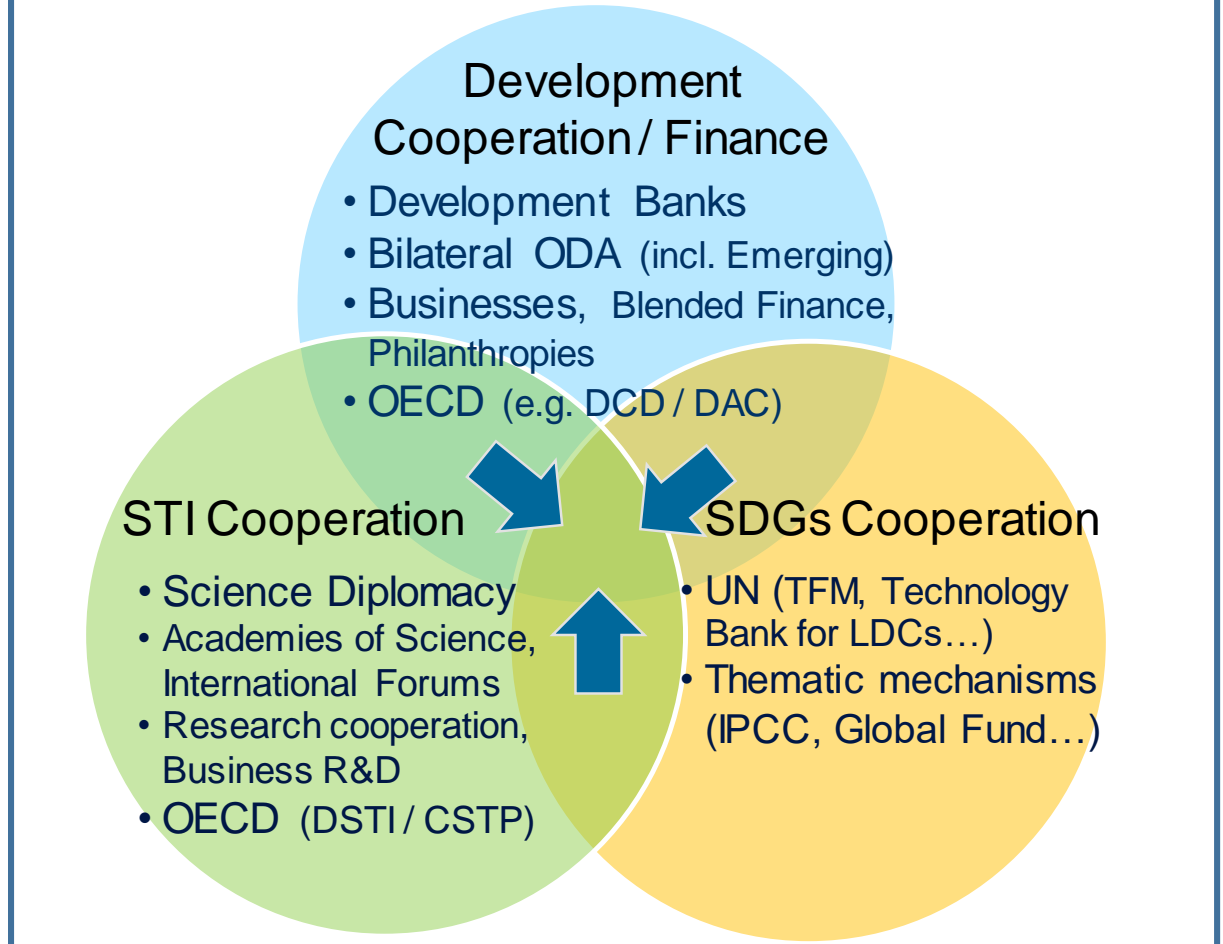 Development
Cooperation / Finance
• Development Banks
• Bilateral ODA (incl. Emerging)
• Businesses, Blended Finance,
Philanthropies
• OECD (e.g. DCD / DAC)
STI Cooperation
• Science Diplomacy
• Academies of Science,
International Forums
• Research cooperation,
Business R&D
• OECD (DSTI / CSTP)
SDGs Cooperation
• UN (TFM, Technology
Bank for LDCs…)
• Thematic mechanisms
(IPCC, Global Fund…)